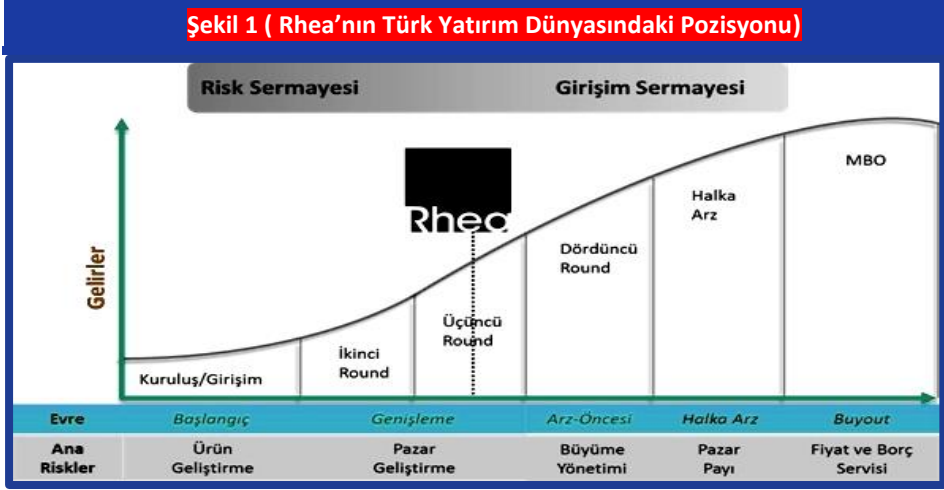 Şekil 1 ( Rhea’nın Türk Yatırım Dünyasındaki Pozisyonu)
Risk Sermayesi Girişim Sermayesi
Rhea
MBO
Halka
Arz
Dördüncü
Round
Üçüncü
Round
İkinci
Round
Kuruluş/Girişim
Gelirler
Evre Başlangıç Genişleme Arz-Öncesi Halka Arz Buyout
Ana
Riskler
Ürün
Geliştirme
Pazar
Geliştirme
Büyüme
Yönetimi
Pazar
Payı
Fiyat ve Borç
Servisi